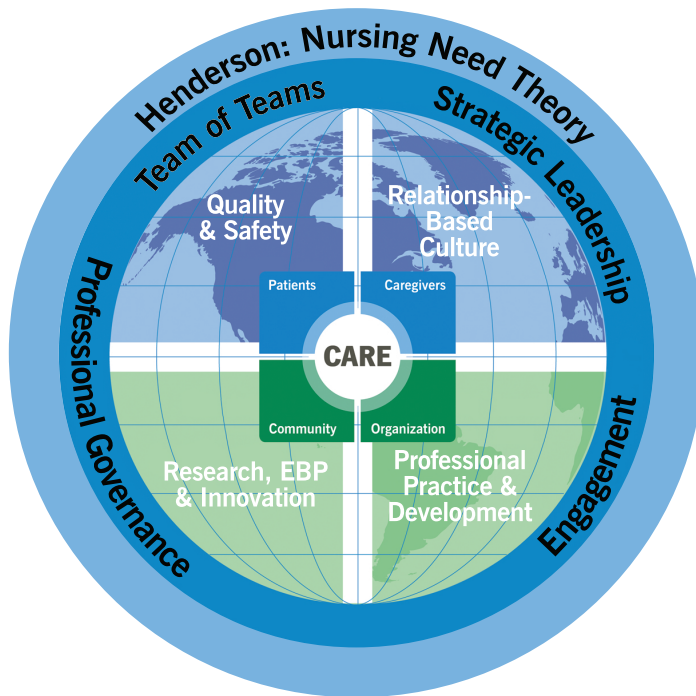 Henderson: Nursing Need Theory
Team of Teams
Strategic Leadership
Professional Governance
Engagement
Quality
& Safety
Relationship-
Based
Culture
Patients
Caregivers
CARE
Community
Organization
Research, EBP
& Innovation
Professional
Practice &
Development